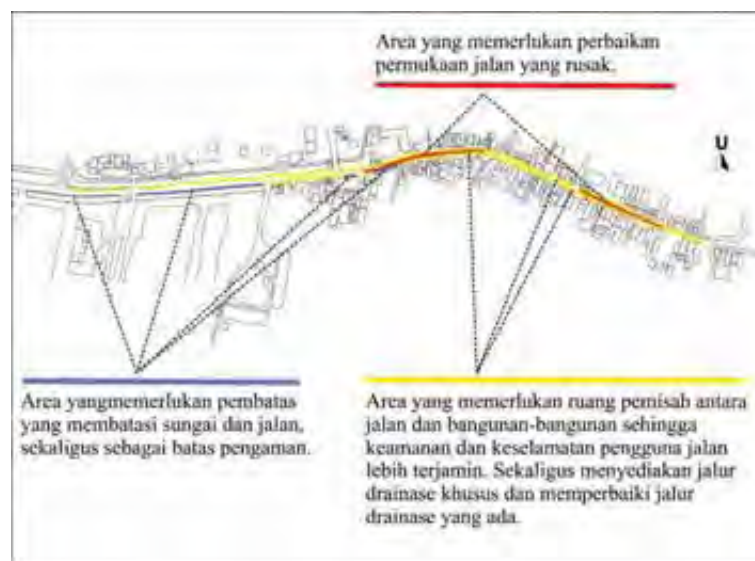 Area yang memerlukan perbaikan
permukaan jalan yang rusak.
U
Area yangmemerlukan pembatas
yang membatasi sungai dan jalan,
sekaligus sebagai batas pengaman.
Area yang memerlukan ruang pemisah antara
jalan dan bangunan-bangunan sehingga
keamanan dan keselamatan pengguna jalan
lebih terjamin. Sekaligus menyediakan jalur
drainase khusus dan memperbaiki jalur
drainase yang ada.